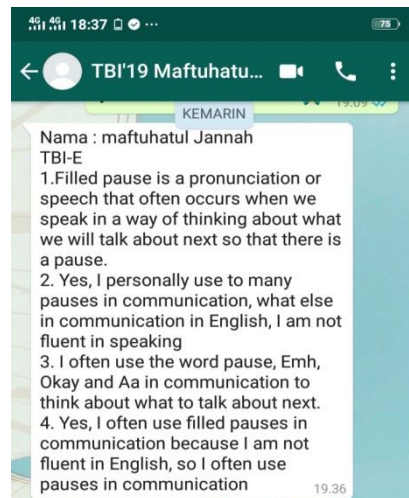 4G 4G 18:37 ...
75
TBI'19 Maftuhatu...
19.09
KEMARIN
Nama : maftuhatul Jannah
TBI-E
1.Filled pause is a pronunciation or
speech that often occurs when we
speak in a way of thinking about what
we will talk about next so that there is
a pause.
2. Yes, I personally use to many
pauses in communication, what else
in communication in English, I am not
fluent in speaking
3. I often use the word pause, Emh,
Okay and Aa in communication to
think about what to talk about next.
4. Yes, I often use filled pauses in
communication because I am not
fluent in English, so I often use
pauses in communication
19.36